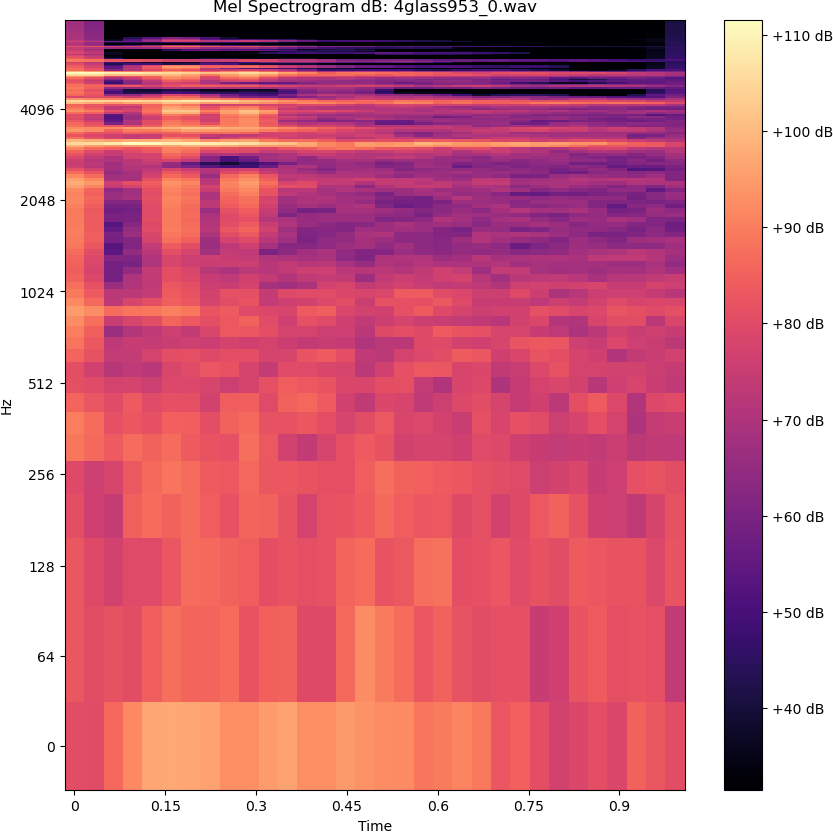 Mel Spectrogram dB: 4glass953_0.wav
Hz
4096
2048
1024
512
256
128
64
0
0 0.15 0.3 0.45 0.6 0.75 0.9
Time
+110 dB
+100 dB
+90 dB
+80 dB
+70 dB
+60 dB
+50 dB
+40 dB